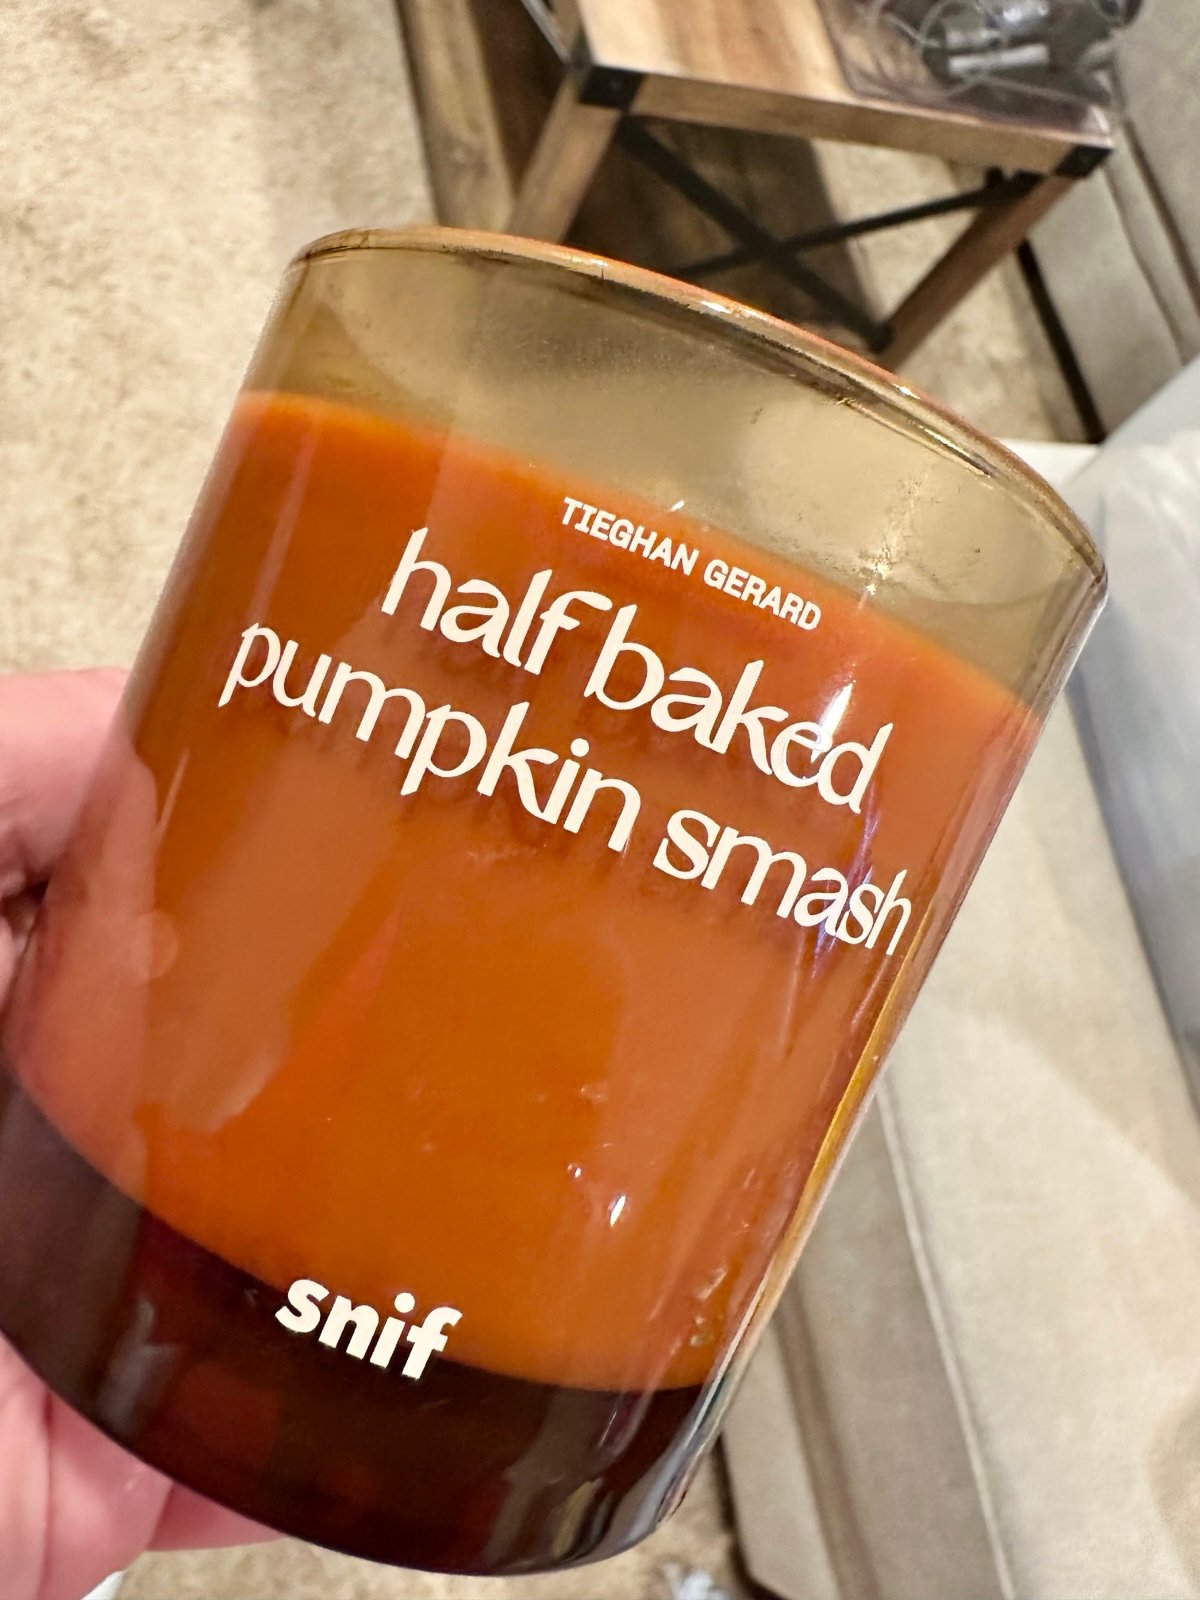 TIEGHAN GERARD
half baked
pumpkin smash
snif